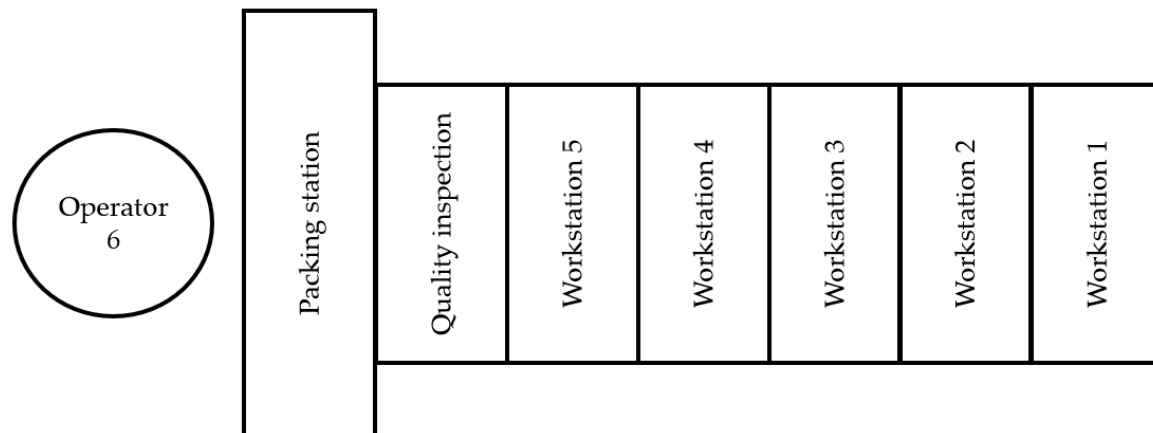 Operator
6
Packing station
Quality inspection
Workstation 5
Workstation 4
Workstation 3
Workstation 2
Workstation 1